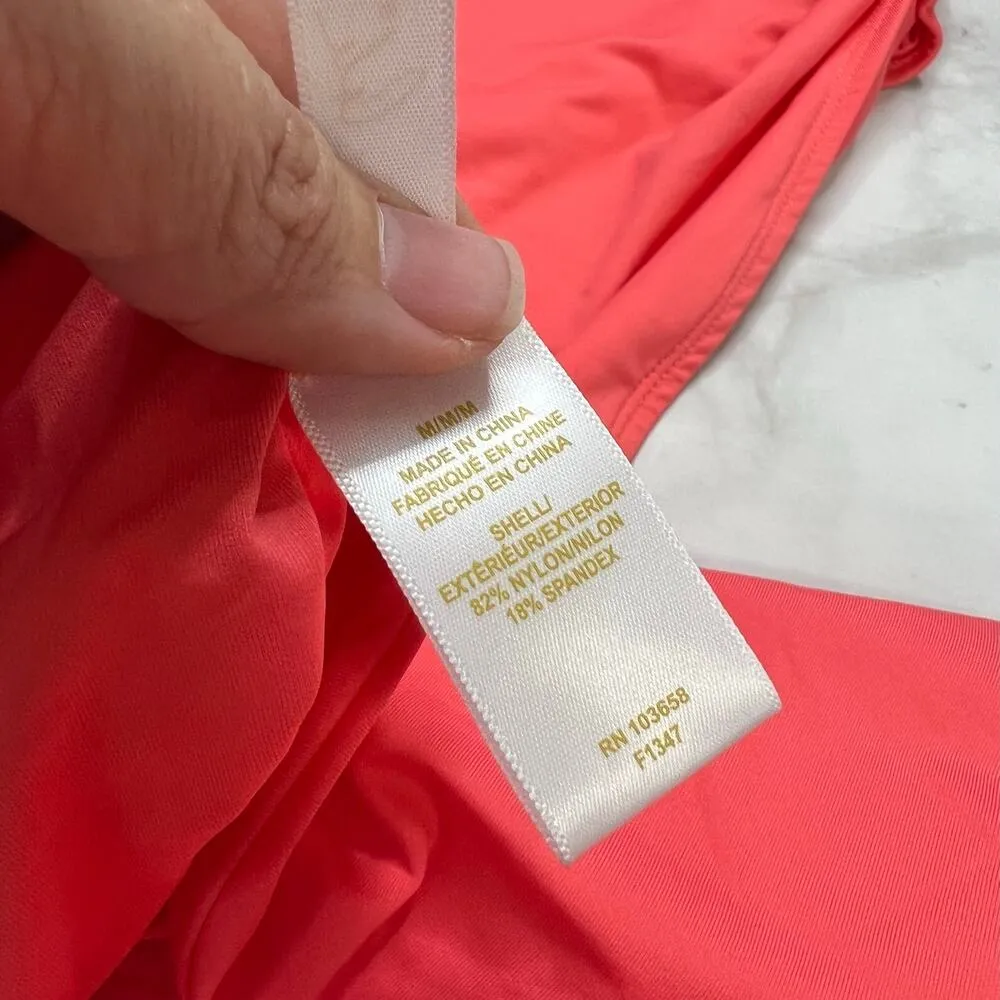 M/M/M
MADE IN CHINA
FABRIQUÉ EN CHINE
HECHO EN CHINA
SHELL/
EXTÉRIEUR/EXTERIOR
82% NYLON/NILON
18% SPANDEX
RN 103658
F1347